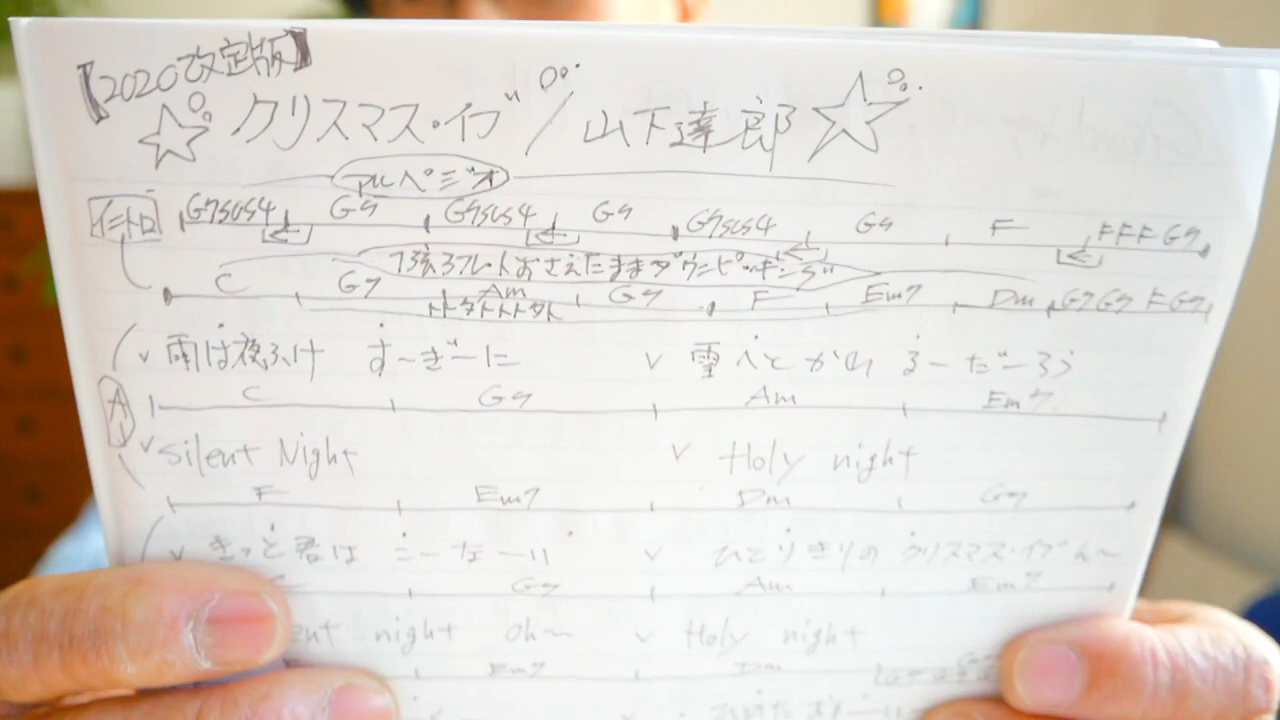 【2020改定版】
クリスマス・イブ / 山下達郎
アルペジオ
イントロ G7sus4 G7 G7sus4 G7 G7sus4 G7 F F F F G7
1弦3フレットおさえたままダウンピッキング
C G7 Am G7 F Em7 Dm G7 G7 F G7
トトタトトトタト
雨は夜ふけ す〜ぎーに 雪へとかわ るーだーろう
A C G7 Am Em7
Silent Night Holy night
F Em7 Dm G7
きっと君は こーなーい ひとりきりの クリスマス・イブん〜
C G7 Am Em7
ent night Oh〜 Holy night
Em7 Dm G7